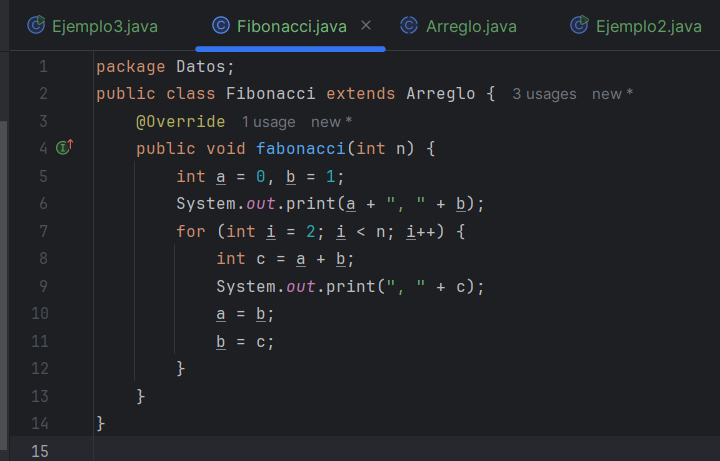 Ejemplo3.java Fibonacci.java Arreglo.java Ejemplo2.java
1 package Datos;
2 public class Fibonacci extends Arreglo { 3 usages new *
3 @Override 1 usage new *
4 public void fabonacci(int n) {
5 int a = 0, b = 1;
6 System.out.print(a + ", " + b);
7 for (int i = 2; i < n; i++) {
8 int c = a + b;
9 System.out.print(", " + c);
10 a = b;
11 b = c;
12 }
13 }
14 }
15